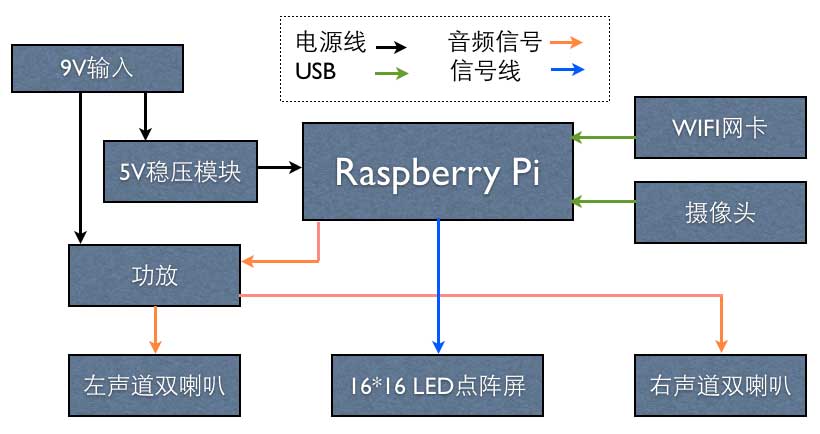 电源线
音频信号
USB
信号线
9V输入
WIFI网卡
5V稳压模块
Raspberry Pi
摄像头
功放
左声道双喇叭
16*16 LED点阵屏
右声道双喇叭